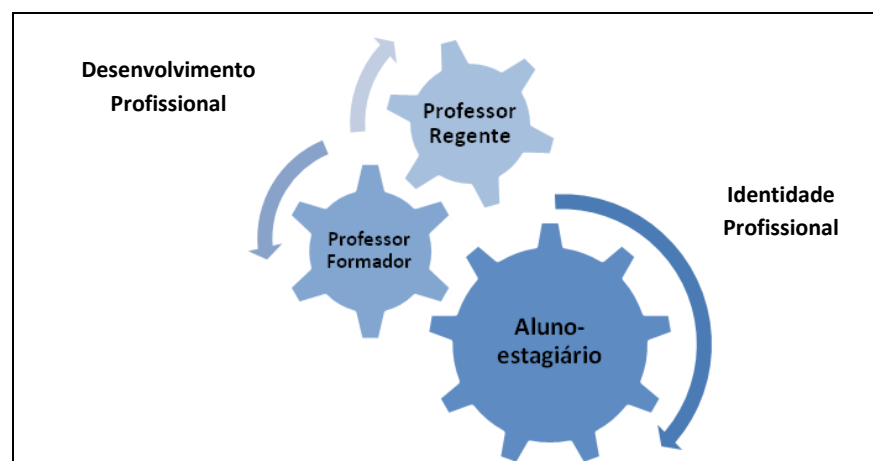 Desenvolvimento
Profissional
Professor
Regente
Identidade
Profissional
Professor
Formador
Aluno-
estagiário